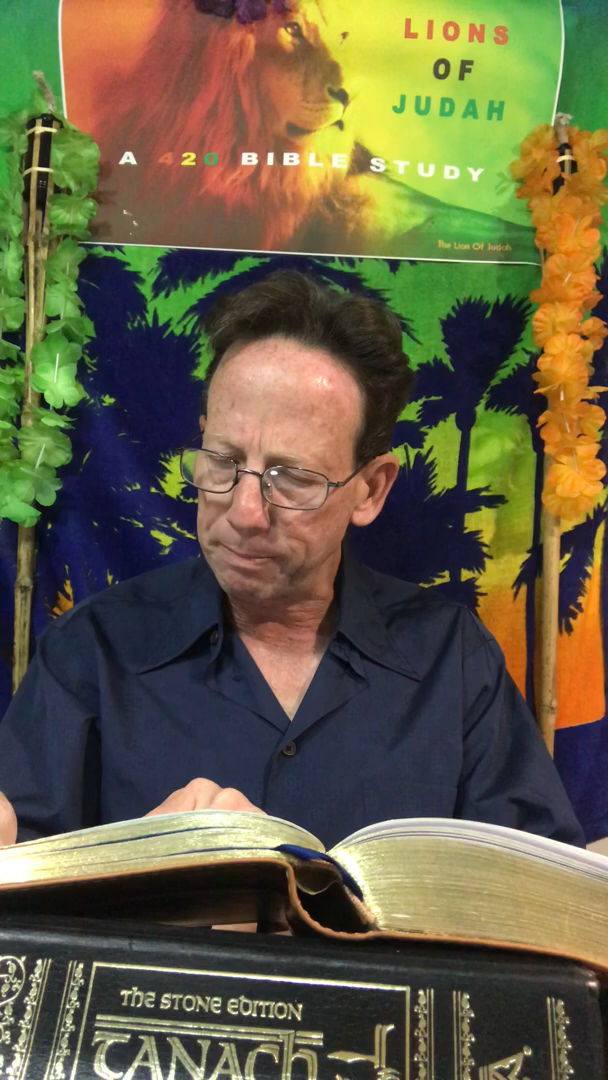 LIONS
OF
JUDAH
A 420 BIBLE STUDY
The Lion Of Judah
THE STONE EDITION
TANACH